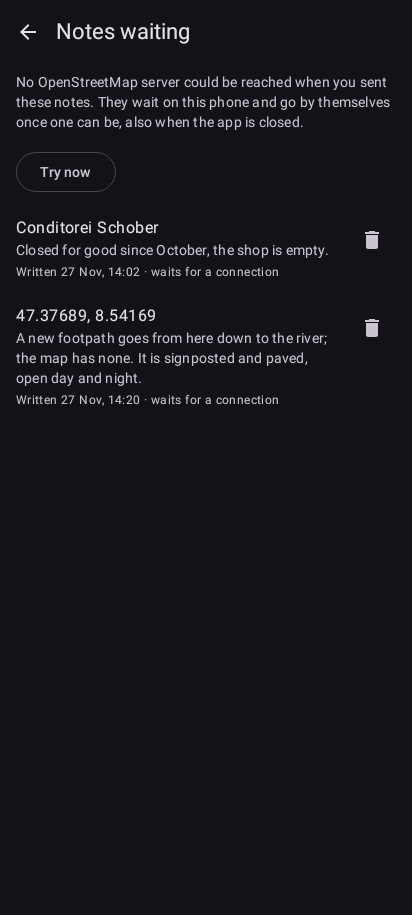 Notes waiting
No OpenStreetMap server could be reached when you sent
these notes. They wait on this phone and go by themselves
once one can be, also when the app is closed.
Try now
Conditorei Schober
Closed for good since October, the shop is empty.
Written 27 Nov, 14:02 · waits for a connection
47.37689, 8.54169
A new footpath goes from here down to the river;
the map has none. It is signposted and paved,
open day and night.
Written 27 Nov, 14:20 · waits for a connection